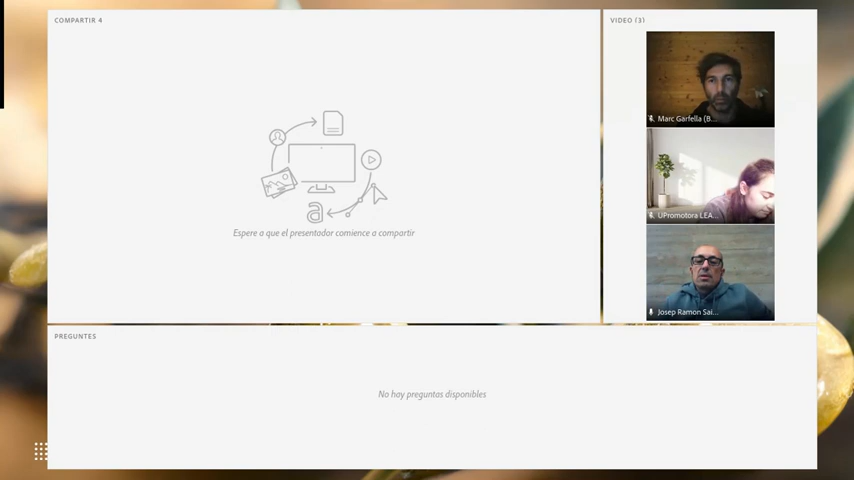 COMPARTIR 4
VIDEO (3)
Marc Garfella (B...
UPromotora LEA...
Josep Ramon Sai...
Espere a que el presentador comience a compartir
PREGUNTES
No hay preguntas disponibles